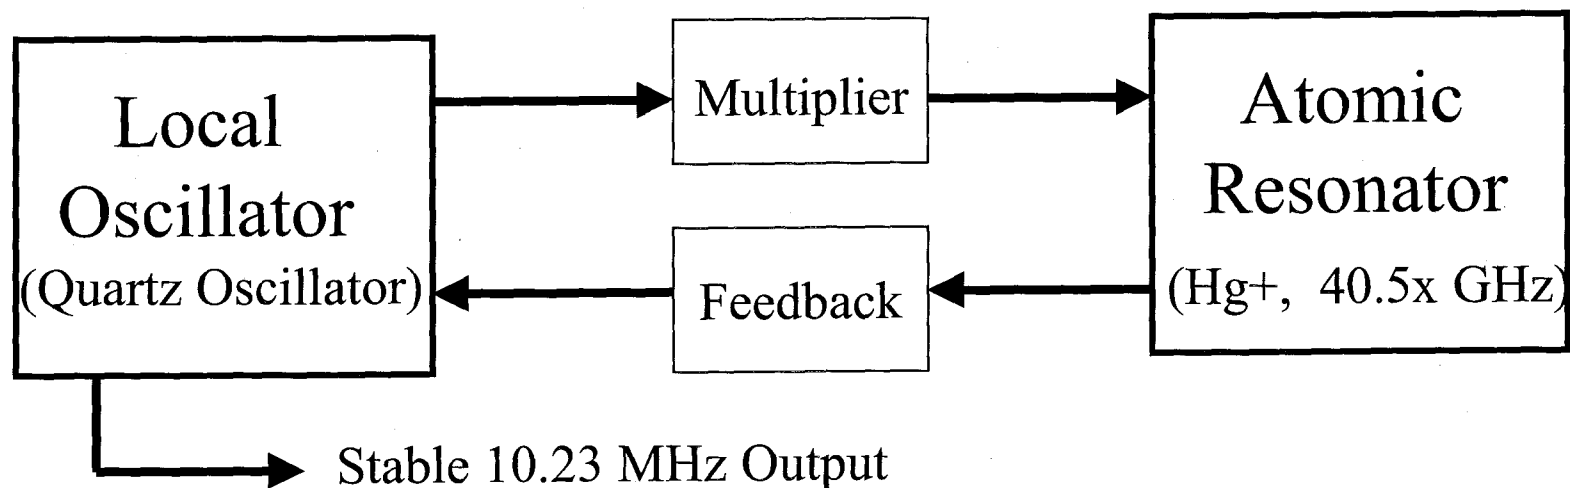 Local
Oscillator
(Quartz Oscillator)
Multiplier
Feedback
Atomic
Resonator
(Hg+, 40.5x GHz)
Stable 10.23 MHz Output